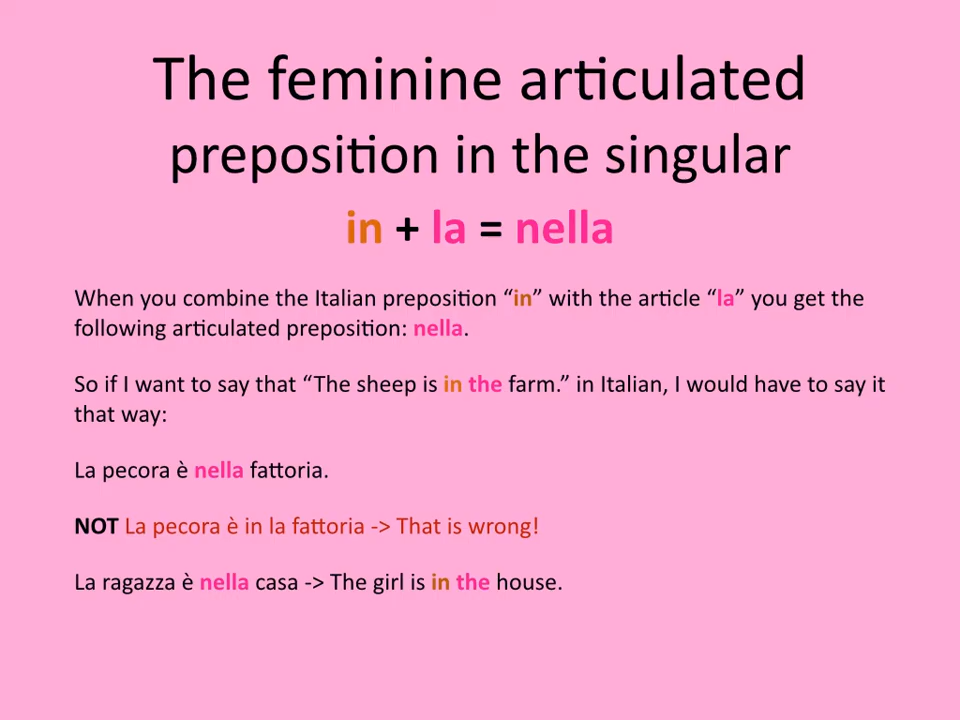 The feminine articulated
preposition in the singular
in + la = nella
When you combine the Italian preposition “in” with the article “la” you get the
following articulated preposition: nella.
So if I want to say that “The sheep is in the farm.” in Italian, I would have to say it
that way:
La pecora è nella fattoria.
NOT La pecora è in la fattoria -> That is wrong!
La ragazza è nella casa -> The girl is in the house.